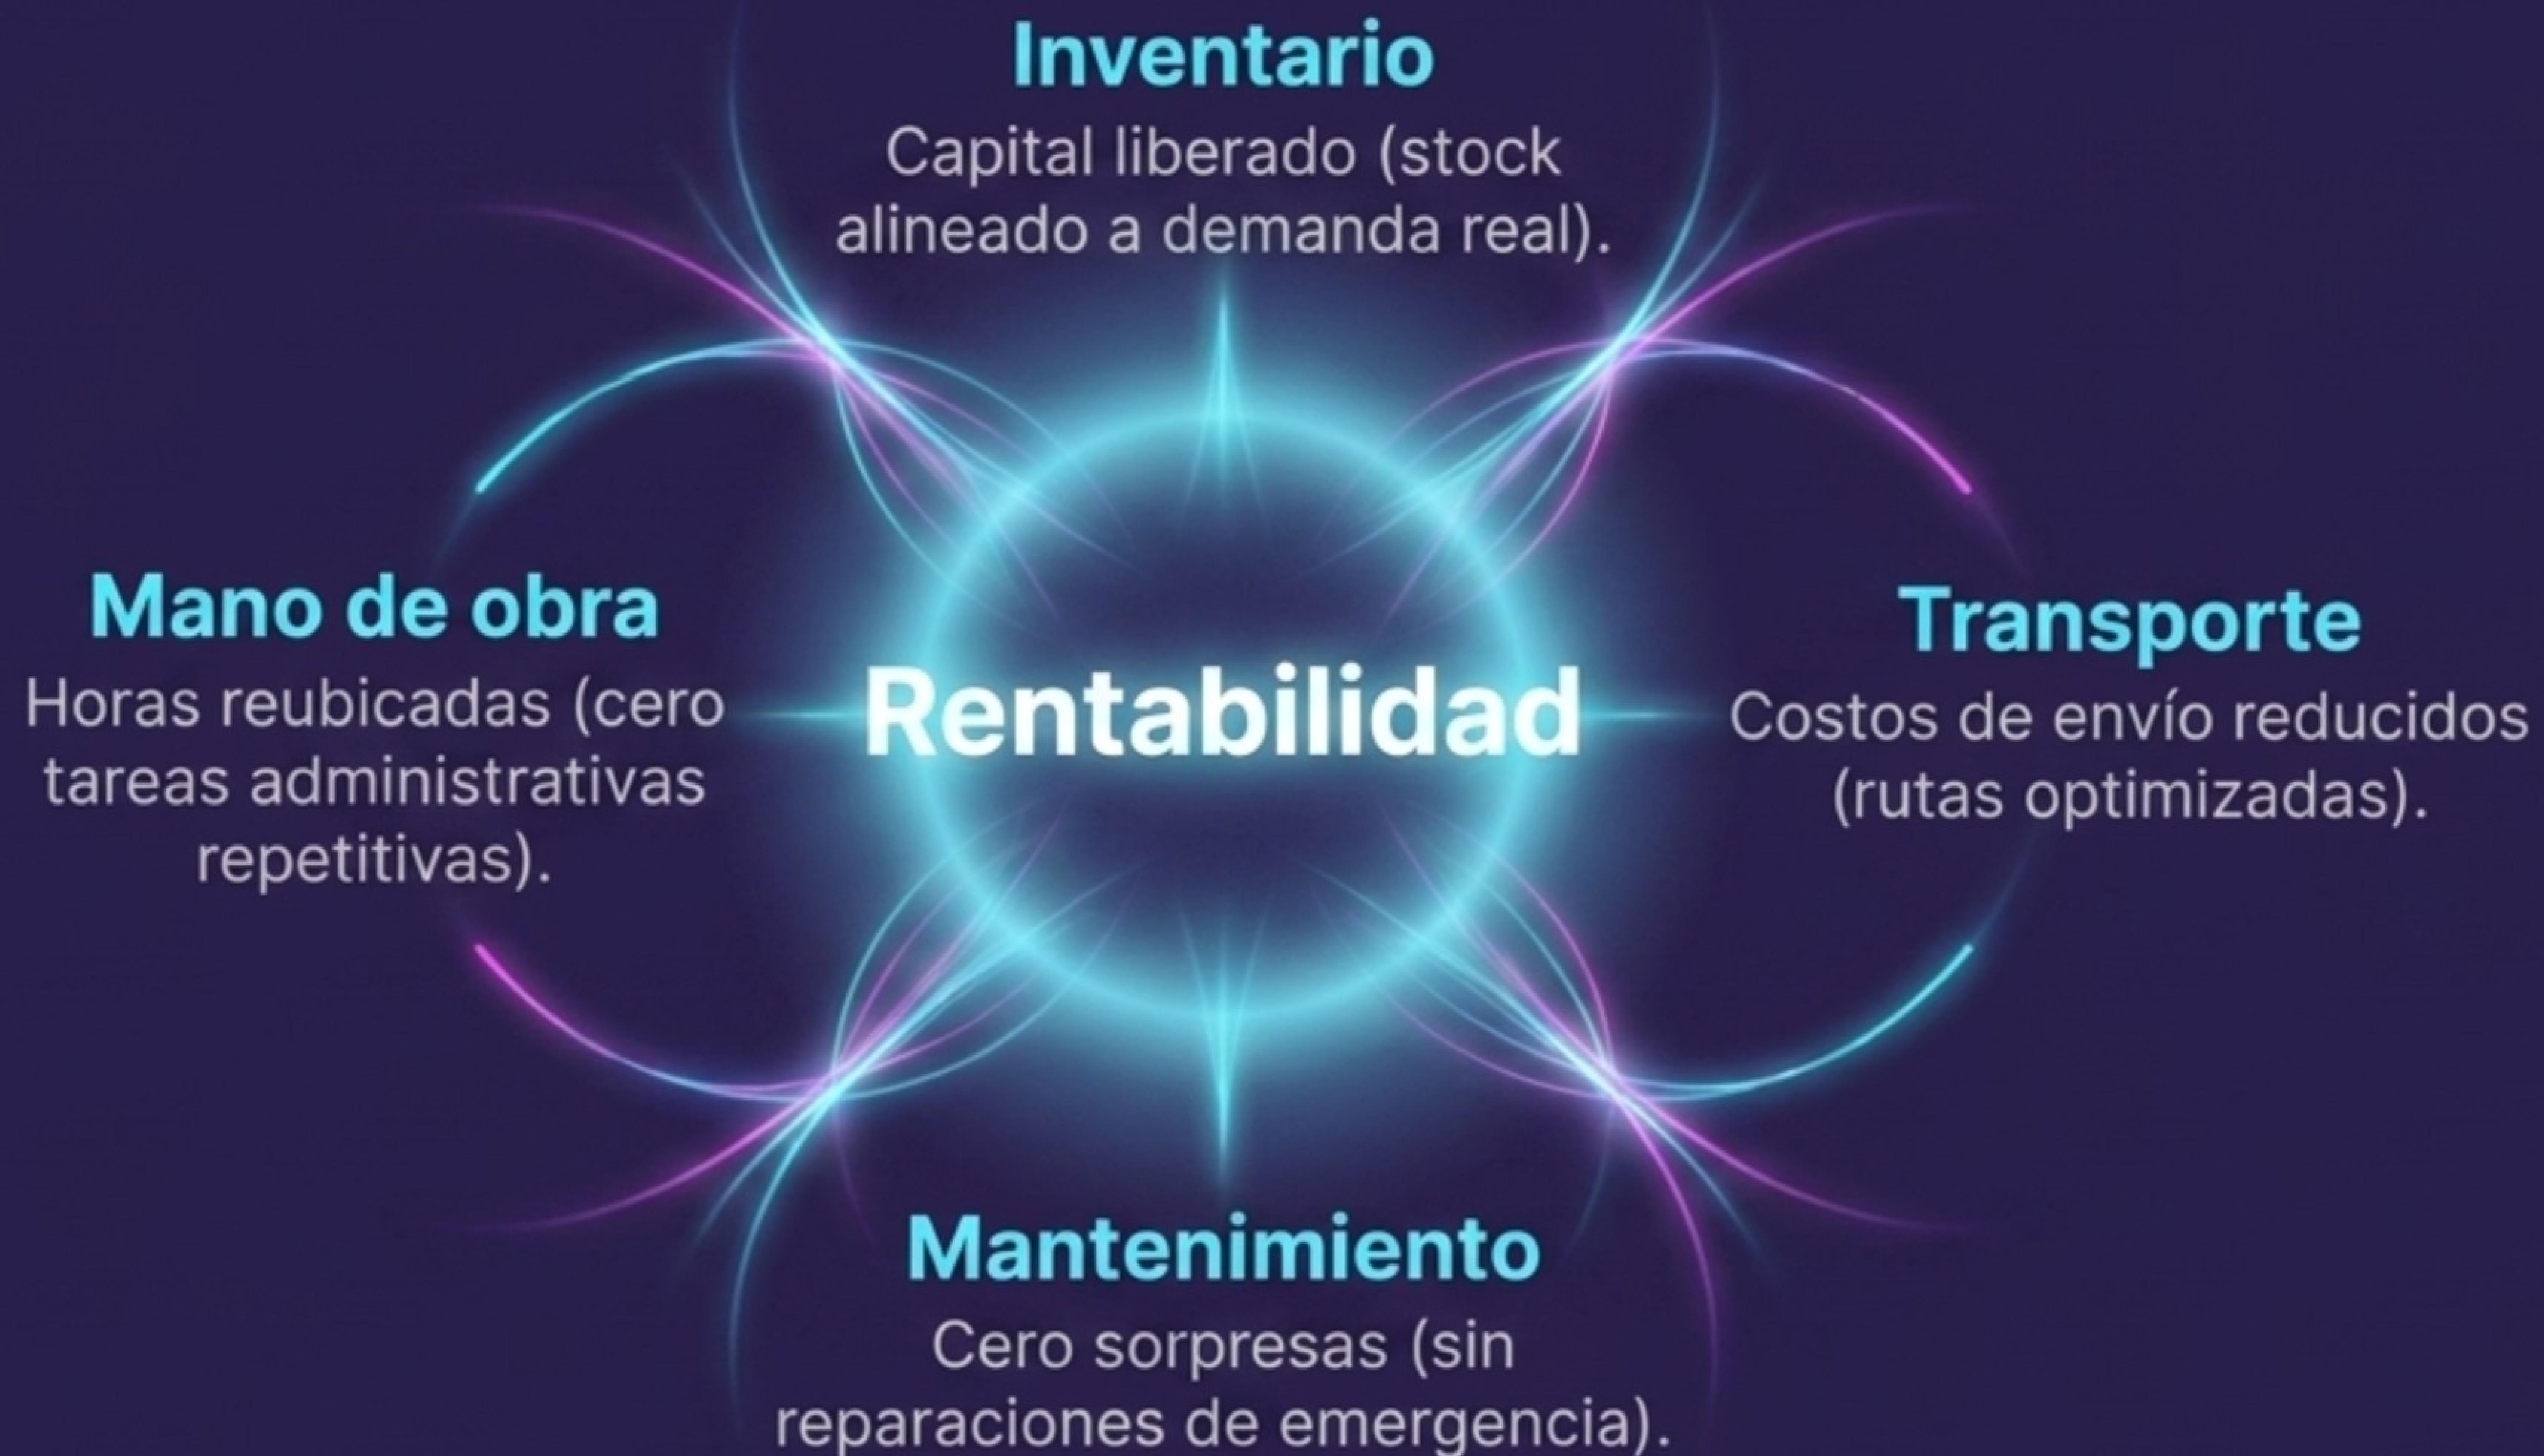 Inventario
Capital liberado (stock
alineado a demanda real).
Mano de obra
Horas reubicadas (cero
tareas administrativas
repetitivas).
Rentabilidad
Transporte
Costos de envío reducidos
(rutas optimizadas).
Mantenimiento
Cero sorpresas (sin
reparaciones de emergencia).